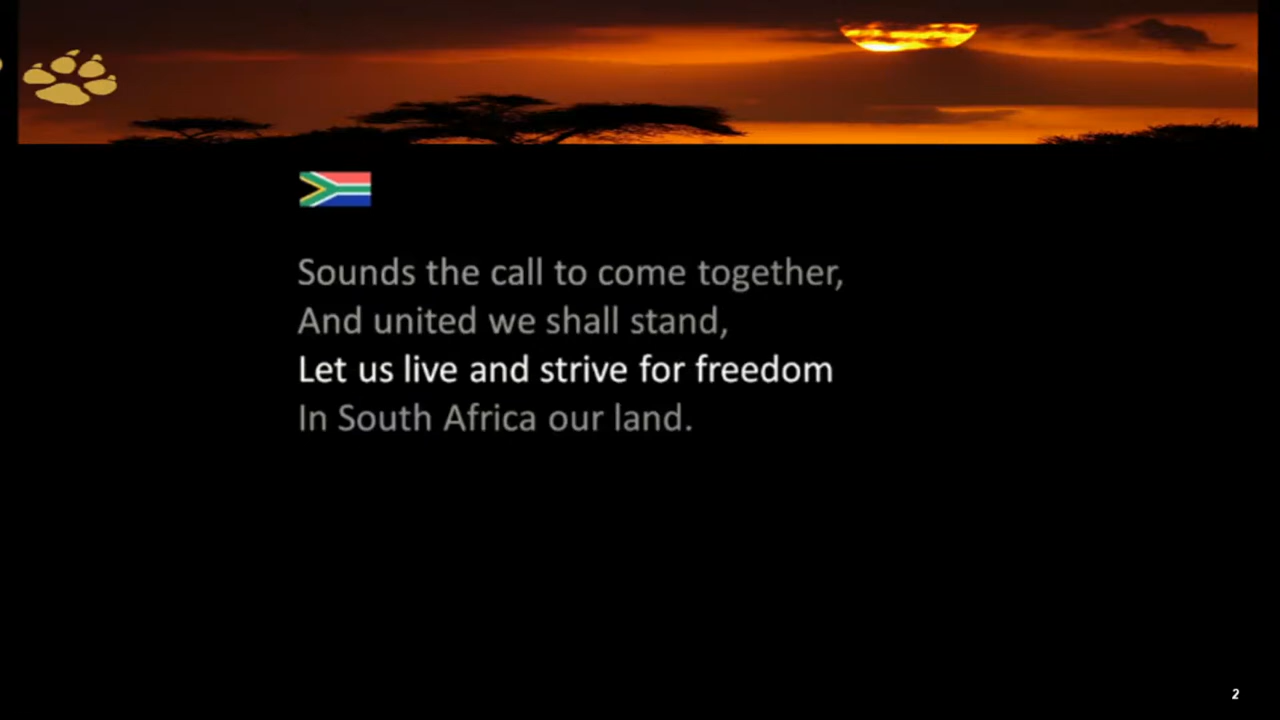 Sounds the call to come together,
And united we shall stand,
Let us live and strive for freedom
In South Africa our land.
2